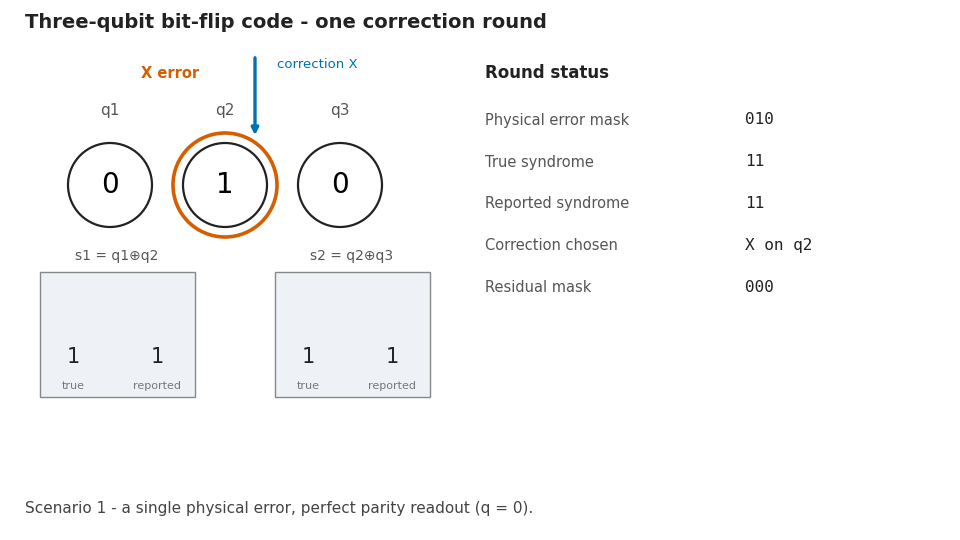 Three-qubit bit-flip code - one correction round
X error
correction X
q1 q2 q3
0 1 0
s1 = q1⊕q2 s2 = q2⊕q3
1 1 1 1
true reported true reported
Round status
Physical error mask 010
True syndrome 11
Reported syndrome 11
Correction chosen X on q2
Residual mask 000
Scenario 1 - a single physical error, perfect parity readout (q = 0).